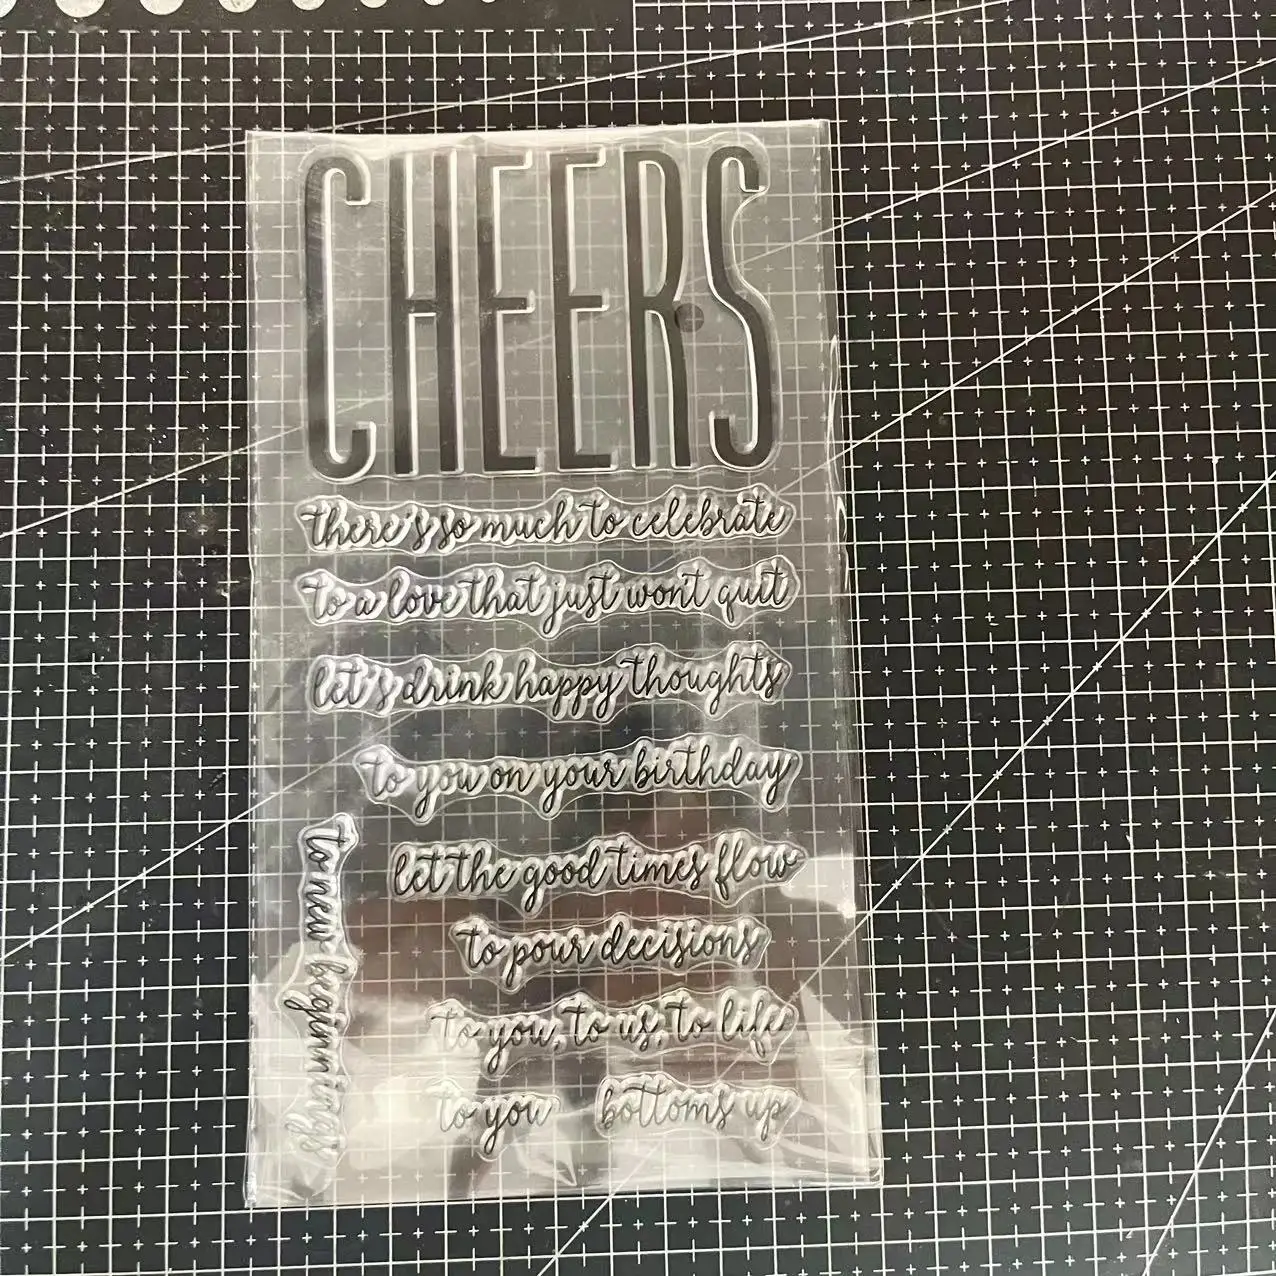 CHEERS
there's so much to celebrate
to a love that just won't quit
let's drink happy thoughts
to you on your birthday
to new beginnings
let the good times flow
to pour decisions
to you, to us, to life
to you
bottoms up